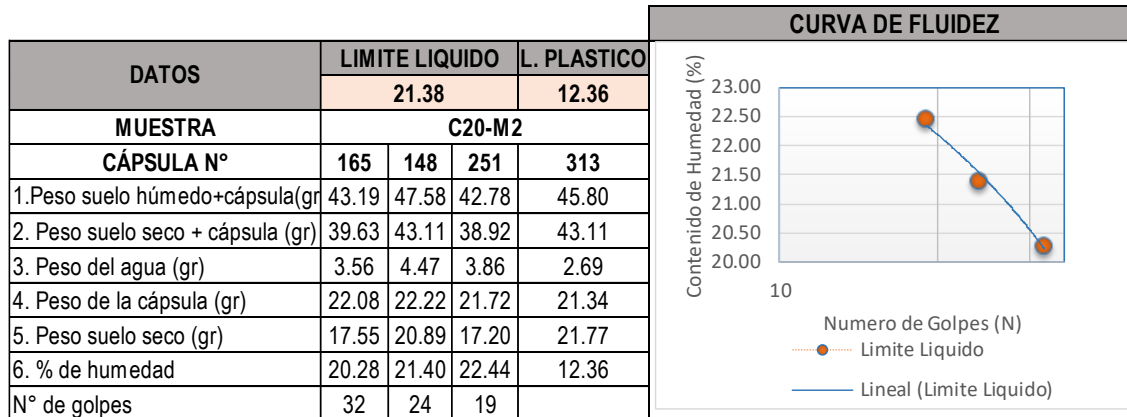 DATOS LIMITE LIQUIDO L. PLASTICO
21.38 12.36
MUESTRA C20-M2
CÁPSULA N° 165 148 251 313
1.Peso suelo húmedo+cápsula(gr 43.19 47.58 42.78 45.80
2. Peso suelo seco + cápsula (gr) 39.63 43.11 38.92 43.11
3. Peso del agua (gr) 3.56 4.47 3.86 2.69
4. Peso de la cápsula (gr) 22.08 22.22 21.72 21.34
5. Peso suelo seco (gr) 17.55 20.89 17.20 21.77
6. % de humedad 20.28 21.40 22.44 12.36
N° de golpes 32 24 19
CURVA DE FLUIDEZ
Contenido de Humedad (%)
23.00
22.50
22.00
21.50
21.00
20.50
20.00
10
Numero de Golpes (N)
Limite Liquido
Lineal (Limite Liquido)